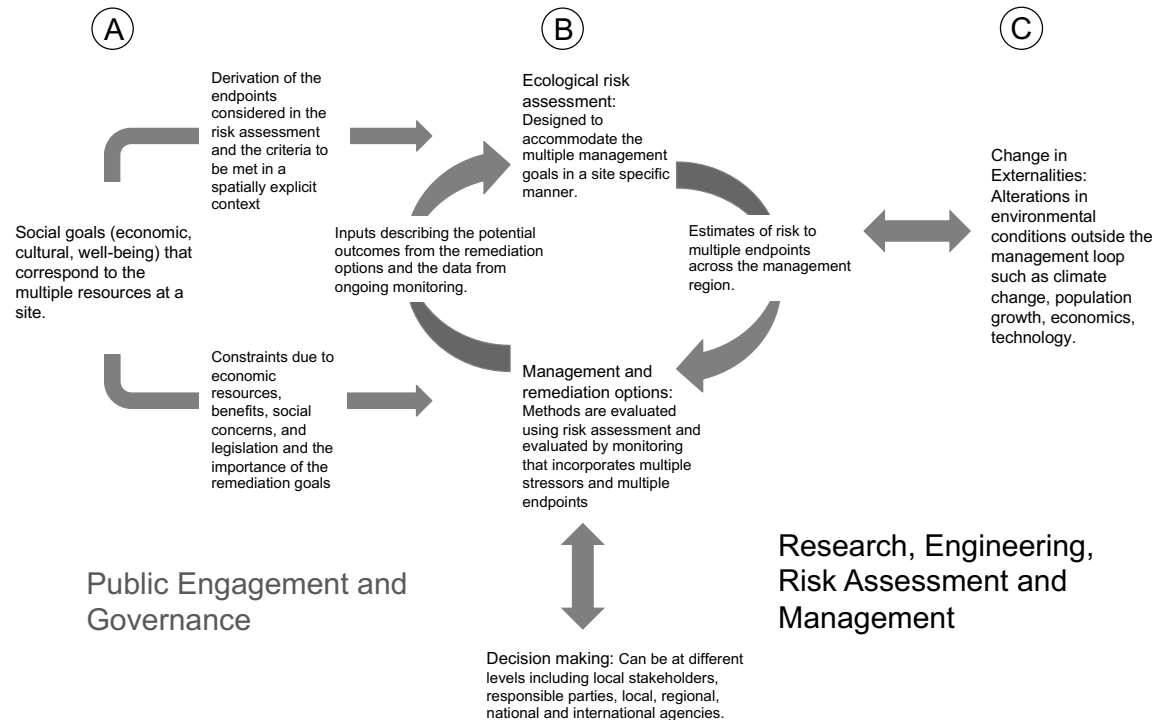 A
B
C
Derivation of the
endpoints
considered in the
risk assessment
and the criteria to
be met in a
spatially explicit
context
Ecological risk
assessment:
Designed to
accommodate the
multiple management
goals in a site specific
manner.
Change in
Externalities:
Alterations in
environmental
conditions outside the
management loop
such as climate
change, population
growth, economics,
technology.
Social goals (economic,
cultural, well-being) that
correspond to the
multiple resources at a
site.
Inputs describing the potential
outcomes from the remediation
options and the data from
ongoing monitoring.
Estimates of risk to
multiple endpoints
across the management
region.
Constraints due to
economic
resources,
benefits, social
concerns, and
legislation and the
importance of the
remediation goals
Management and
remediation options:
Methods are evaluated
using risk assessment and
evaluated by monitoring
that incorporates multiple
stressors and multiple
endpoints
Public Engagement and
Governance
Research, Engineering,
Risk Assessment and
Management
Decision making: Can be at different
levels including local stakeholders,
responsible parties, local, regional,
national and international agencies.